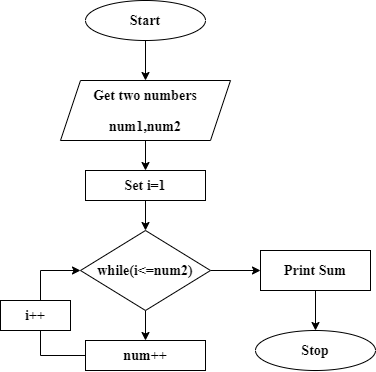 Start
Get two numbers
num1,num2
Set i=1
while(i<=num2)
Print Sum
i++
num++
Stop